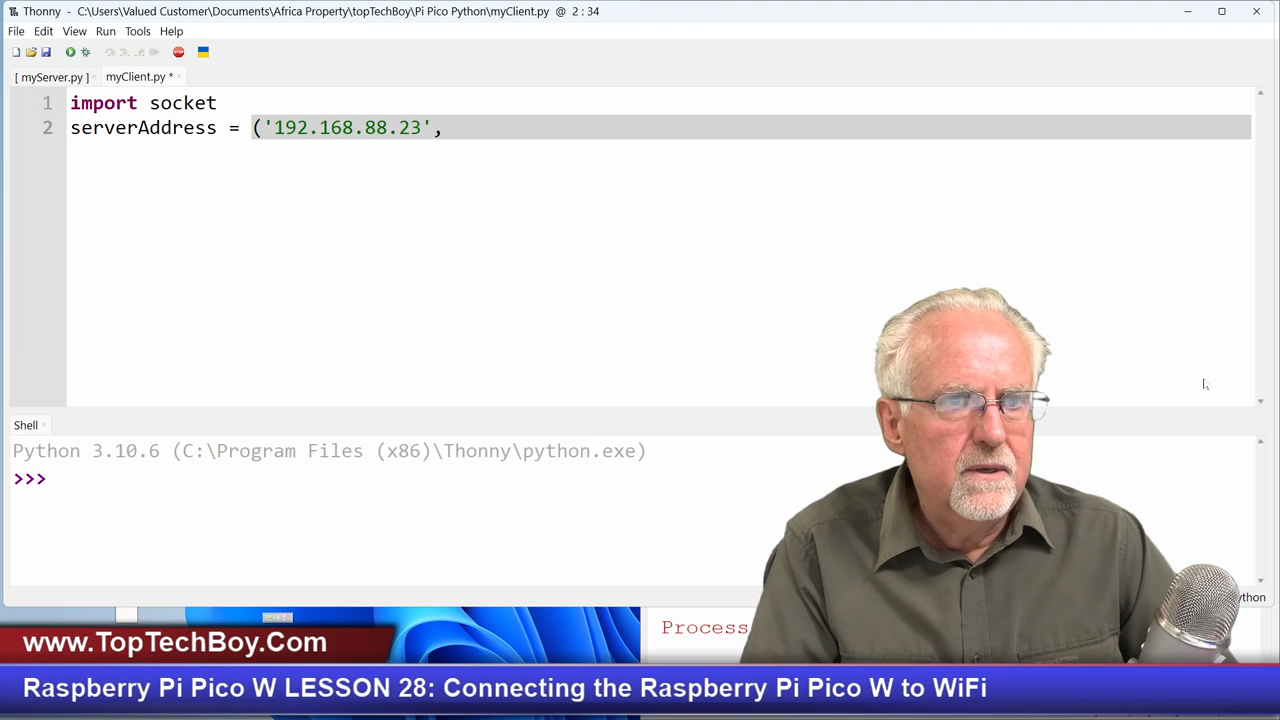 Thonny - C:\Users\Valued Customer\Documents\Africa Property\topTechBoy\Pi Pico Python\myClient.py @ 2 : 34
File Edit View Run Tools Help
[ myServer.py ] myClient.py *
1 import socket
2 serverAddress = ('192.168.88.23',
Shell
Python 3.10.6 (C:\Program Files (x86)\Thonny\python.exe)
>>>
Process
www.TopTechBoy.Com
Raspberry Pi Pico W LESSON 28: Connecting the Raspberry Pi Pico W to WiFi